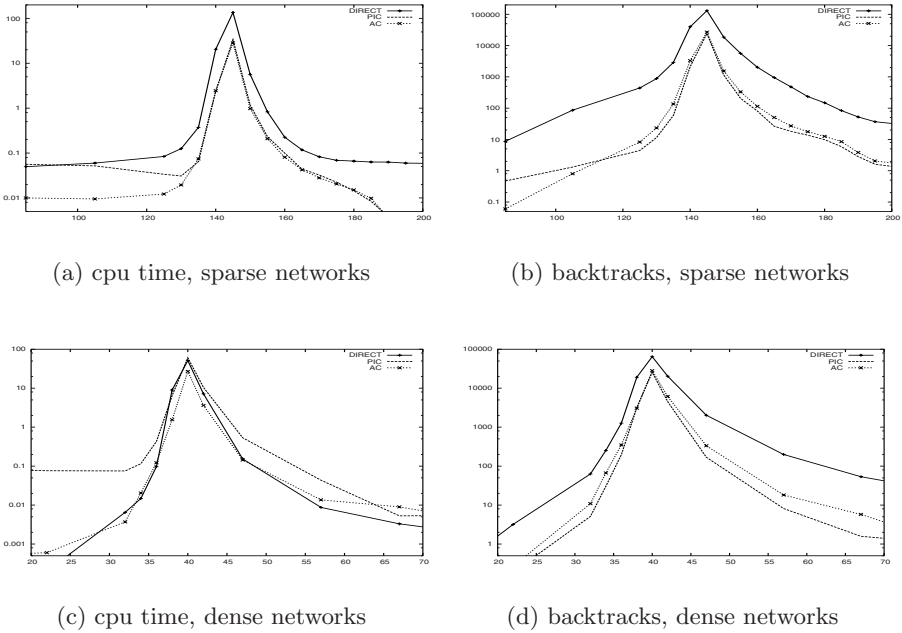 DIRECT
PIC
AC
100
10
1
0.1
0.01
100 120 140 160 180 200
(a) cpu time, sparse networks
DIRECT
PIC
AC
100000
10000
1000
100
10
1
0.1
100 120 140 160 180 200
(b) backtracks, sparse networks
DIRECT
PIC
AC
100
10
1
0.1
0.01
0.001
20 25 30 35 40 45 50 55 60 65 70
(c) cpu time, dense networks
DIRECT
PIC
AC
100000
10000
1000
100
10
1
20 25 30 35 40 45 50 55 60 65 70
(d) backtracks, dense networks